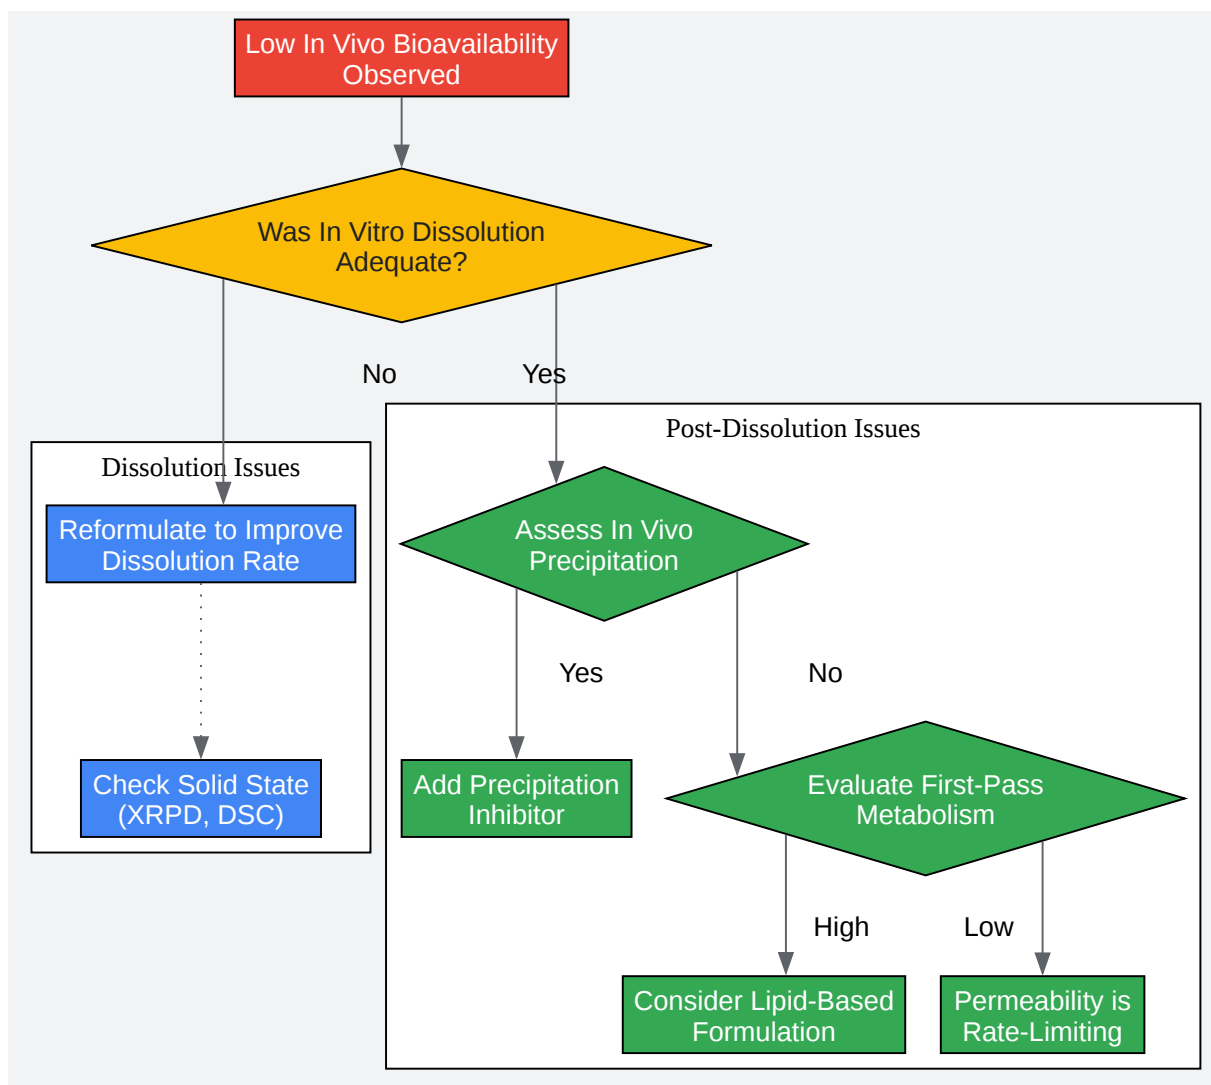 Low In Vivo Bioavailability
Observed
Was In Vitro Dissolution
Adequate?
No
Yes
Post-Dissolution Issues
Dissolution Issues
Reformulate to Improve
Dissolution Rate
Assess In Vivo
Precipitation
Yes
No
Check Solid State
(XRPD, DSC)
Add Precipitation
Inhibitor
Evaluate First-Pass
Metabolism
High
Low
Consider Lipid-Based
Formulation
Permeability is
Rate-Limiting